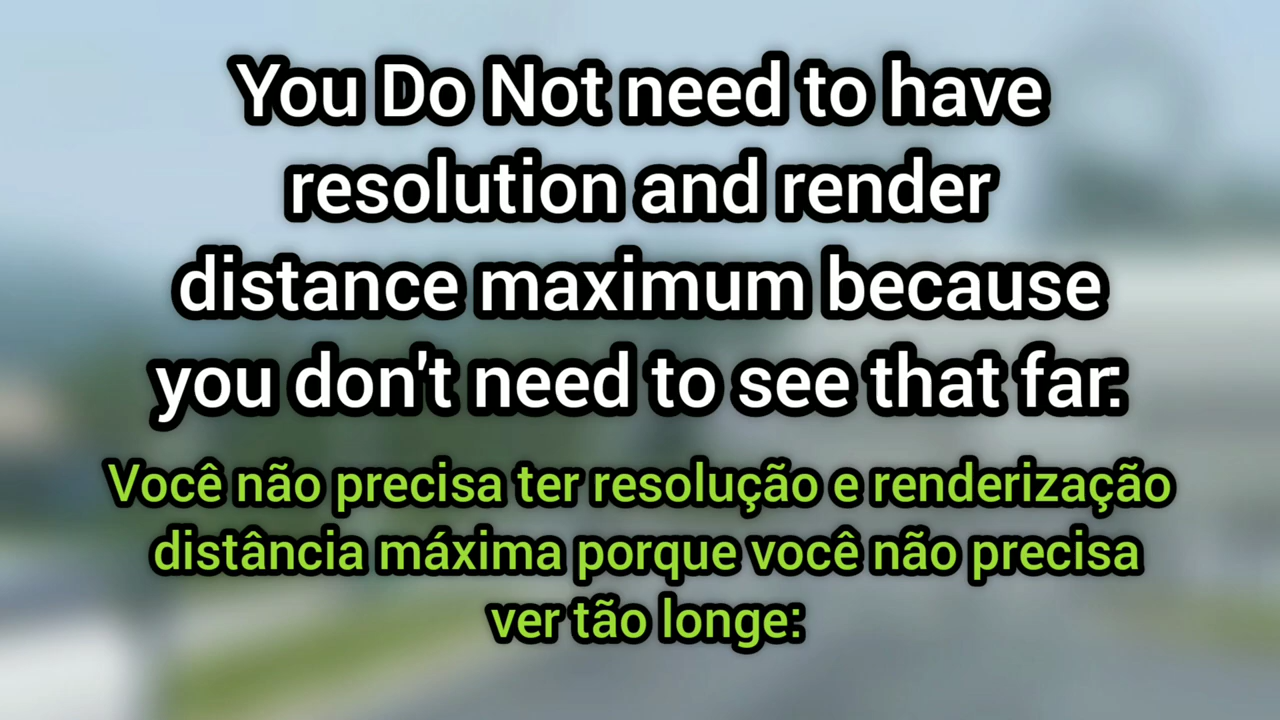 You Do Not need to have
resolution and render
distance maximum because
you don't need to see that far:
Você não precisa ter resolução e renderização
distância máxima porque você não precisa
ver tão longe: